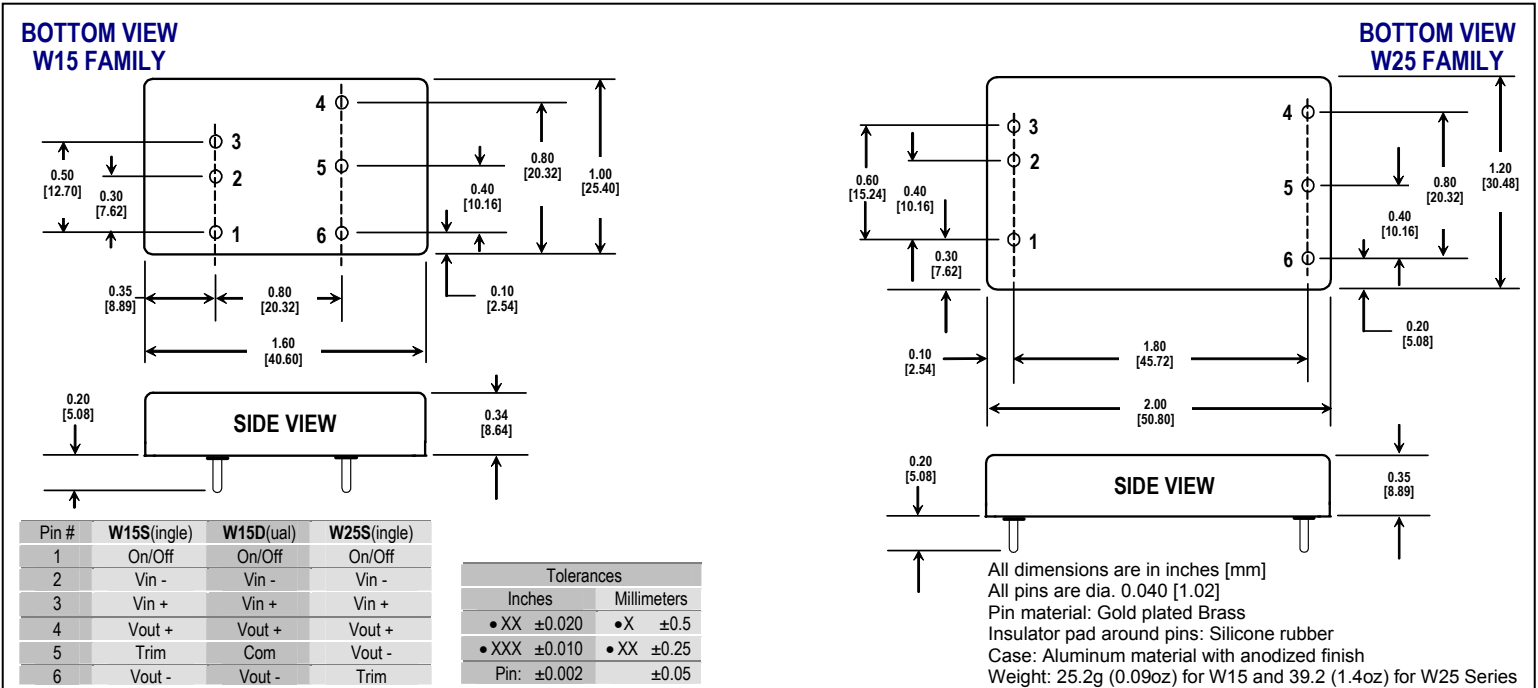 BOTTOM VIEW
W15 FAMILY
4
3
5
2
1
6
0.50
[12.70]
0.30
[7.62]
0.80
[20.32]
1.00
[25.40]
0.40
[10.16]
0.35
[8.89]
0.80
[20.32]
0.10
[2.54]
1.60
[40.60]
0.20
[5.08]
SIDE VIEW
0.34
[8.64]
Pin # W15S(ingle) W15D(ual) W25S(ingle)
1 On/Off On/Off On/Off
2 Vin - Vin - Vin -
3 Vin + Vin + Vin +
4 Vout + Vout + Vout +
5 Trim Com Vout -
6 Vout - Vout - Trim
Tolerances
Inches Millimeters
●XX ±0.020 ●X ±0.5
●XXX ±0.010 ●XX ±0.25
Pin: ±0.002 ±0.05
BOTTOM VIEW
W25 FAMILY
3
4
2
5
1
6
0.60
[15.24]
0.40
[10.16]
0.30
[7.62]
0.80
[20.32]
1.20
[30.48]
0.40
[10.16]
0.20
[5.08]
0.10
[2.54]
1.80
[45.72]
2.00
[50.80]
0.20
[5.08]
SIDE VIEW
0.35
[8.89]
All dimensions are in inches [mm]
All pins are dia. 0.040 [1.02]
Pin material: Gold plated Brass
Insulator pad around pins: Silicone rubber
Case: Aluminum material with anodized finish
Weight: 25.2g (0.09oz) for W15 and 39.2 (1.4oz) for W25 Series